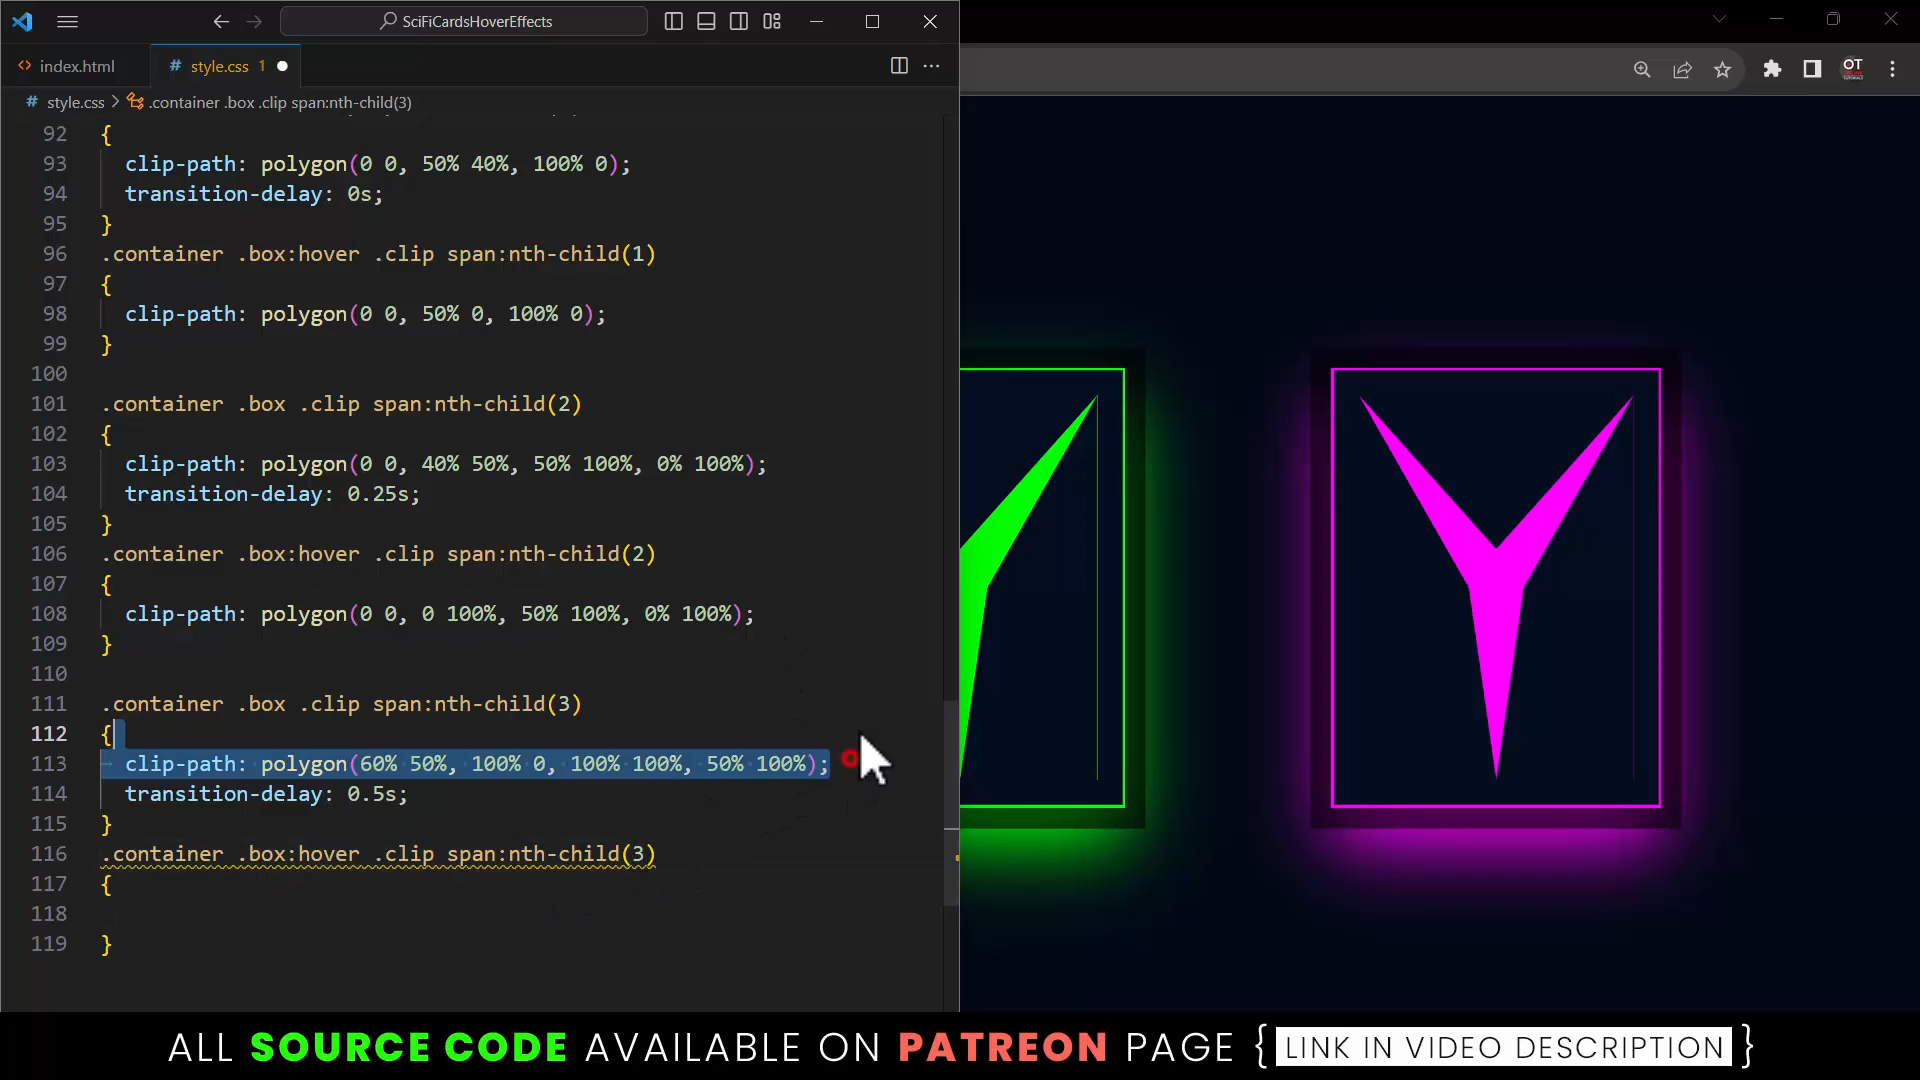 SciFiCardsHoverEffects
<> index.html
# style.css 1
# style.css > .container .box .clip span:nth-child(3)
OT
92 {
93 clip-path: polygon(0 0, 50% 40%, 100% 0);
94 transition-delay: 0s;
95 }
96 .container .box:hover .clip span:nth-child(1)
97 {
98 clip-path: polygon(0 0, 50% 0, 100% 0);
99 }
100
101 .container .box .clip span:nth-child(2)
102 {
103 clip-path: polygon(0 0, 40% 50%, 50% 100%, 0% 100%);
104 transition-delay: 0.25s;
105 }
106 .container .box:hover .clip span:nth-child(2)
107 {
108 clip-path: polygon(0 0, 0 100%, 50% 100%, 0% 100%);
109 }
110
111 .container .box .clip span:nth-child(3)
112 {
113 clip-path: polygon(60% 50%, 100% 0, 100% 100%, 50% 100%);
114 transition-delay: 0.5s;
115 }
116 .container .box:hover .clip span:nth-child(3)
117 {
118
119 }
ALL SOURCE CODE AVAILABLE ON PATREON PAGE { LINK IN VIDEO DESCRIPTION }